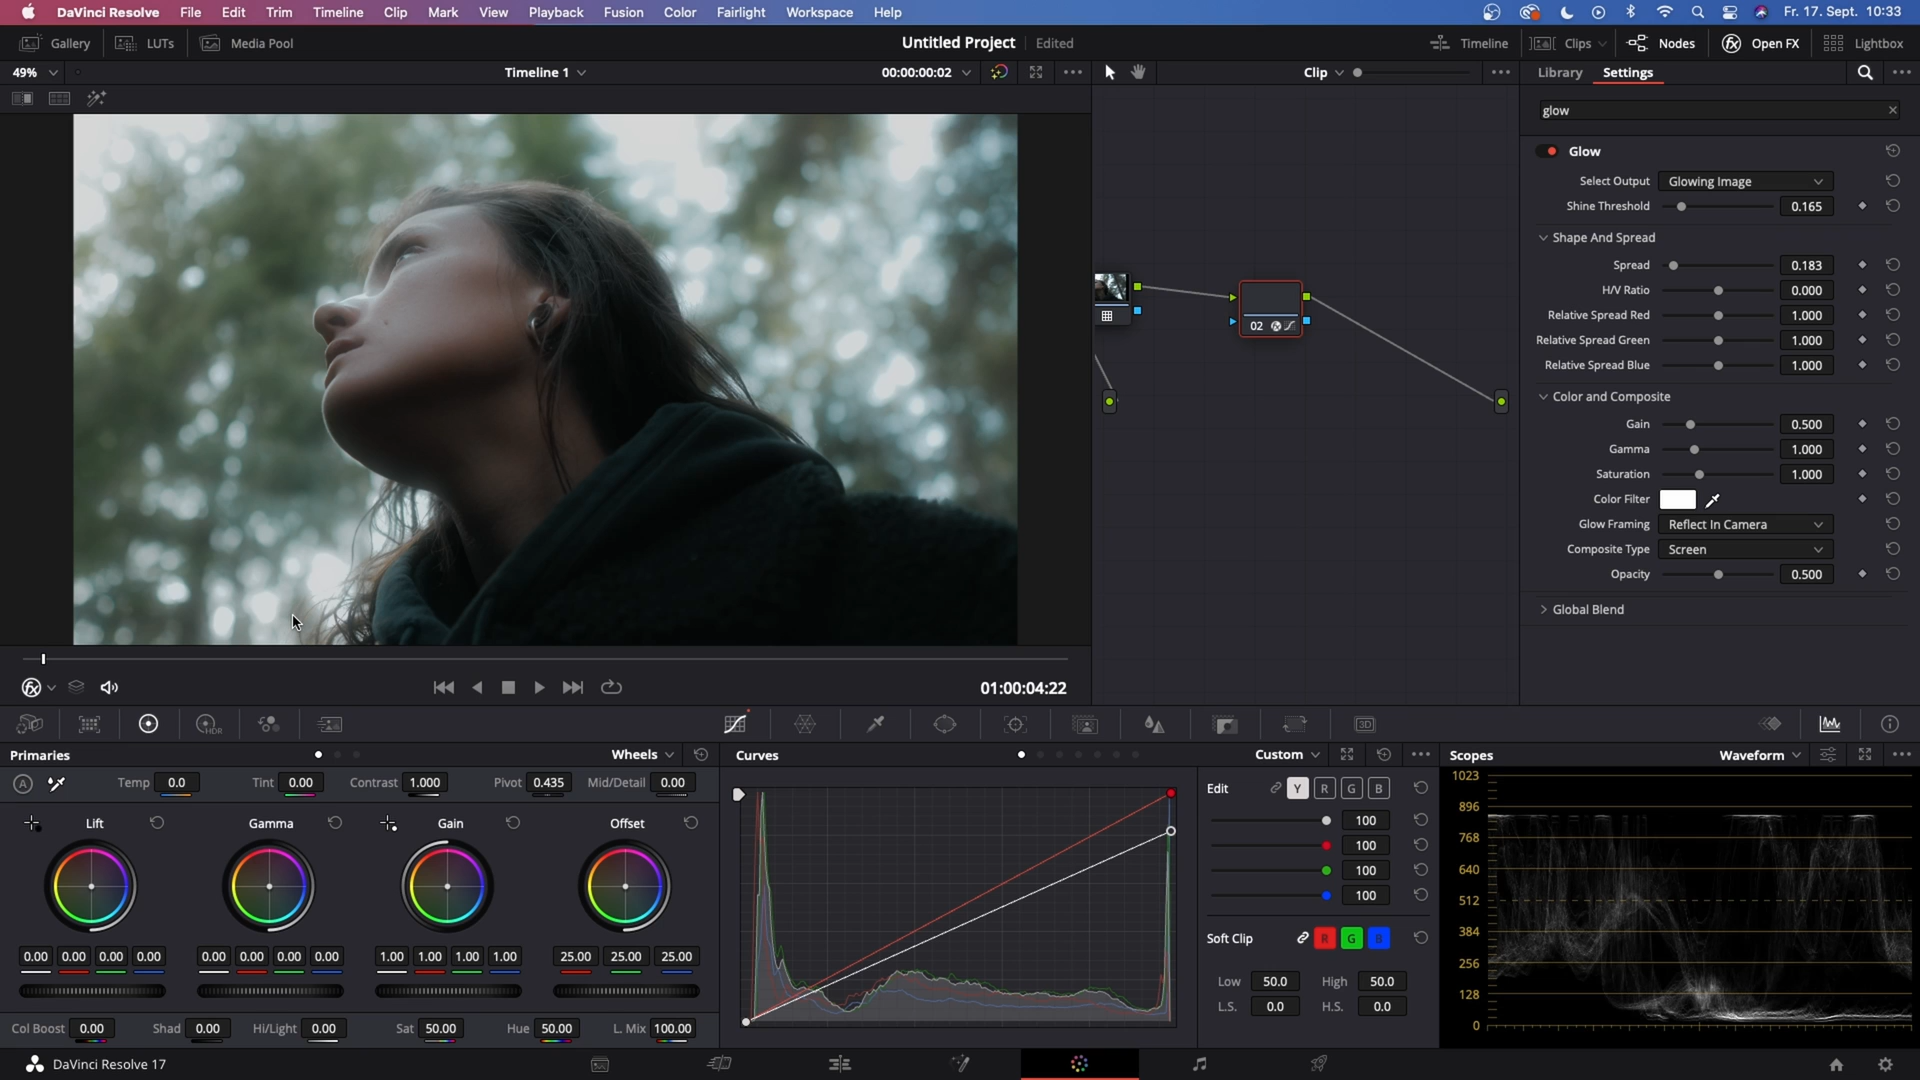 DaVinci Resolve File Edit Trim Timeline Clip Mark View Playback Fusion Color Fairlight Workspace Help Fr. 17. Sept. 10:33
Gallery LUTs Media Pool Untitled Project Edited Timeline Clips Nodes Open FX Lightbox
49% Timeline 1 00:00:00:02 Clip Library Settings
glow
Glow
Select Output Glowing Image
Shine Threshold 0.165
Shape And Spread
Spread 0.183
H/V Ratio 0.000
Relative Spread Red 1.000
Relative Spread Green 1.000
Relative Spread Blue 1.000
Color and Composite
Gain 0.500
Gamma 1.000
Saturation 1.000
Color Filter
Glow Framing Reflect In Camera
Composite Type Screen
Opacity 0.500
Global Blend
02
01:00:04:22
HDR 3D
Primaries Wheels Curves Custom Scopes Waveform
A Temp 0.0 Tint 0.00 Contrast 1.000 Pivot 0.435 Mid/Detail 0.00
Lift Gamma Gain Offset
0.00 0.00 0.00 0.00 0.00 0.00 0.00 0.00 1.00 1.00 1.00 1.00 25.00 25.00 25.00
Col Boost 0.00 Shad 0.00 Hi/Light 0.00 Sat 50.00 Hue 50.00 L. Mix 100.00
Edit Y R G B
100
100
100
100
Soft Clip R G B
Low 50.0 High 50.0
L.S. 0.0 H.S. 0.0
1023
896
768
640
512
384
256
128
0
DaVinci Resolve 17